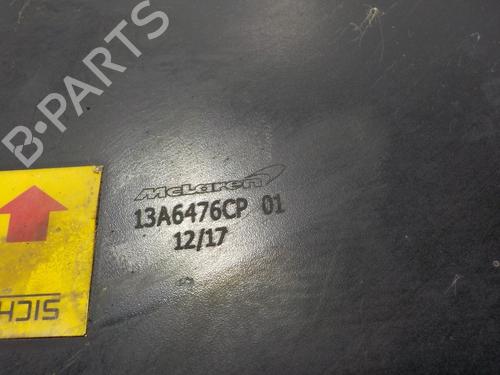 B-PARTS
McLaren
13A6476CP 01
12/17
SICH